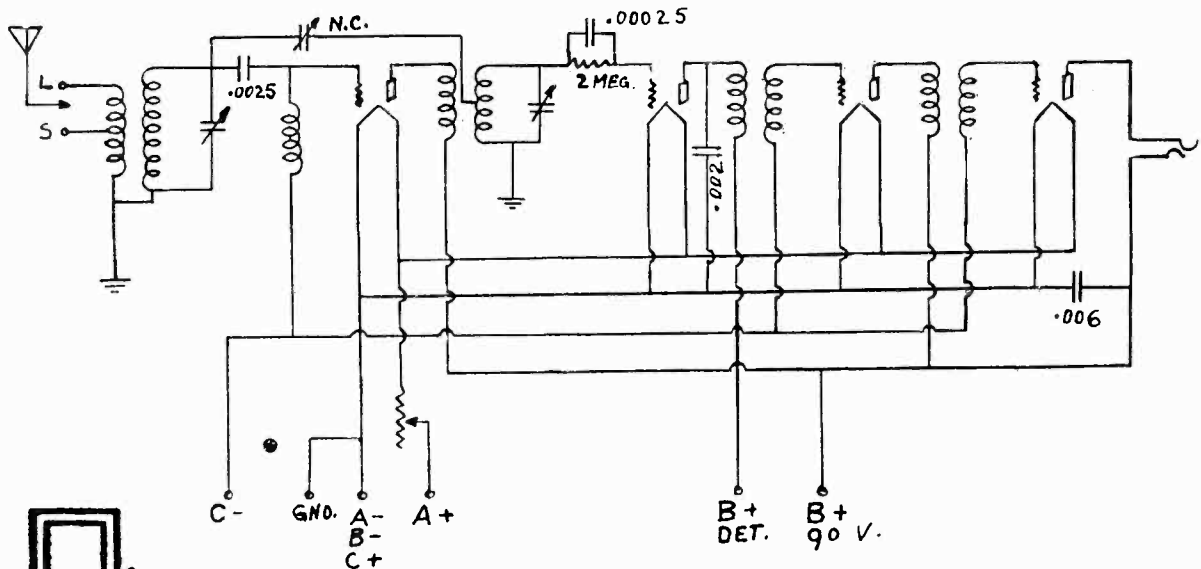 N.C.
.00025
L
.0025
2 MEG.
S
.002
.006
C-
GND.
A-
B-
C+
A+
B+
DET.
B+
90 V.